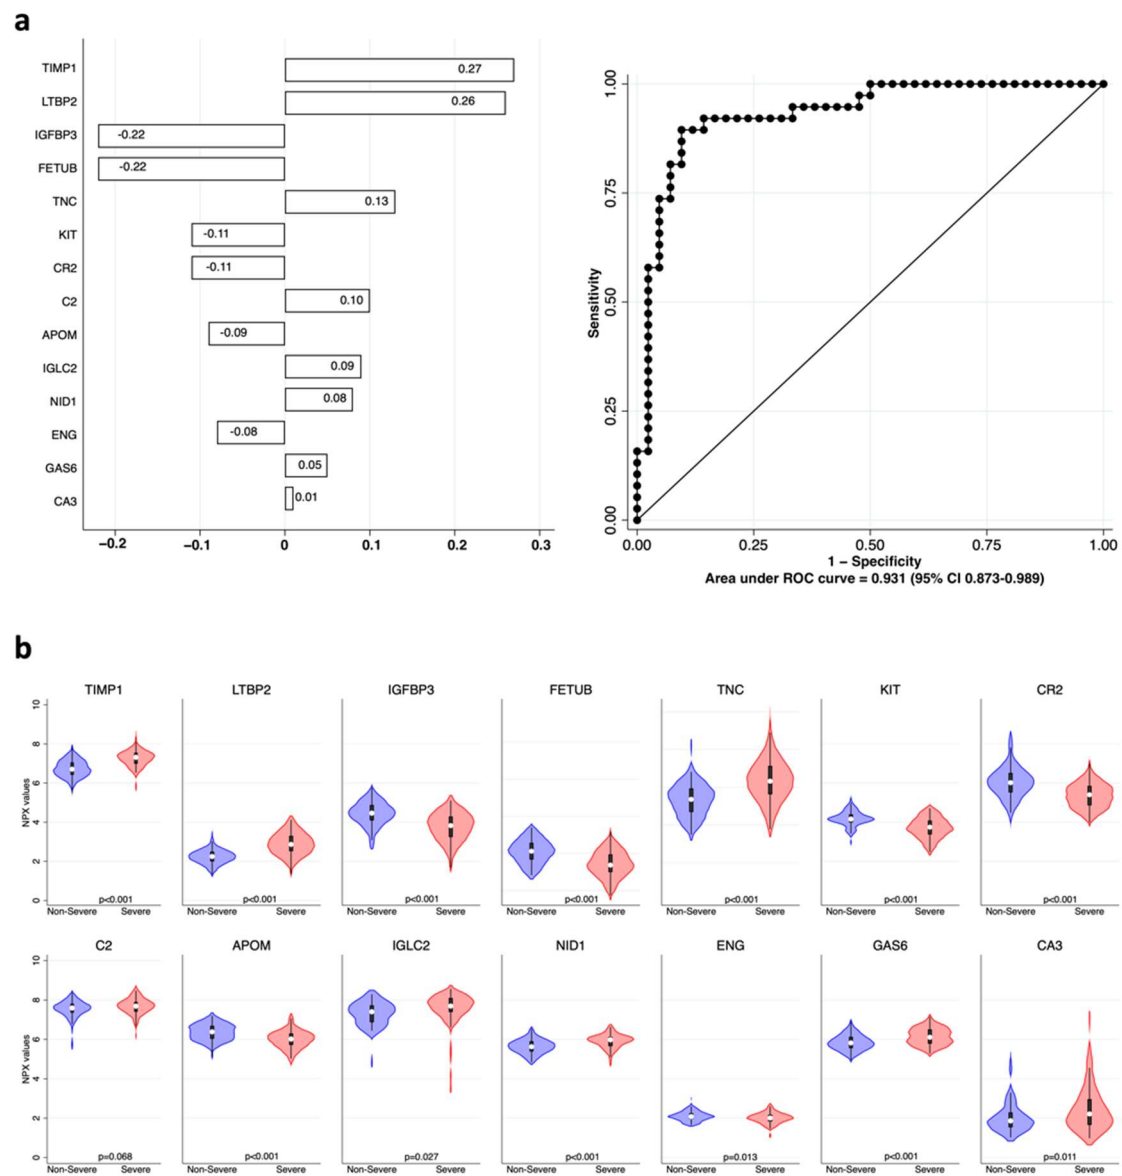 a
TIMP1 0.27
LTBP2 0.26
IGFBP3 -0.22
FETUB -0.22
TNC 0.13
KIT -0.11
CR2 -0.11
C2 0.10
APOM -0.09
IGLC2 0.09
NID1 0.08
ENG -0.08
GAS6 0.05
CA3 0.01
−0.2 −0.1 0 0.1 0.2 0.3
1.00
0.75
0.50
0.25
0.00
Sensitivity
0.00 0.25 0.50 0.75 1.00
1 − Specificity
Area under ROC curve = 0.931 (95% CI 0.873-0.989)
b
TIMP1 LTBP2 IGFBP3 FETUB TNC KIT CR2
10
8
6
4
2
0
NPX values
p<0.001 p<0.001 p<0.001 p<0.001 p<0.001 p<0.001 p<0.001
Non-Severe Severe Non-Severe Severe Non-Severe Severe Non-Severe Severe Non-Severe Severe Non-Severe Severe Non-Severe Severe
C2 APOM IGLC2 NID1 ENG GAS6 CA3
10
8
6
4
2
0
NPX values
p=0.068 p<0.001 p=0.027 p<0.001 p=0.013 p<0.001 p=0.011
Non-Severe Severe Non-Severe Severe Non-Severe Severe Non-Severe Severe Non-Severe Severe Non-Severe Severe Non-Severe Severe